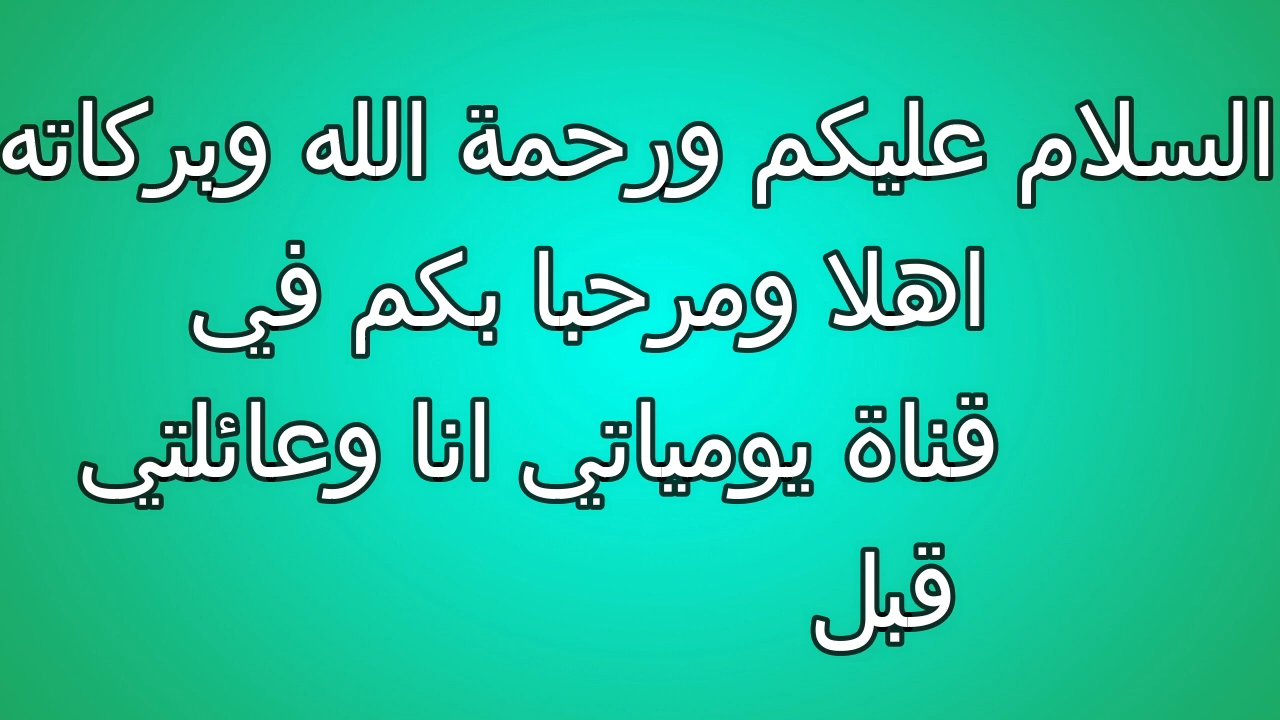 السلام عليكم ورحمة الله وبركاته
اهلا ومرحبا بكم في
قناة يومياتي انا وعائلتي
قبل